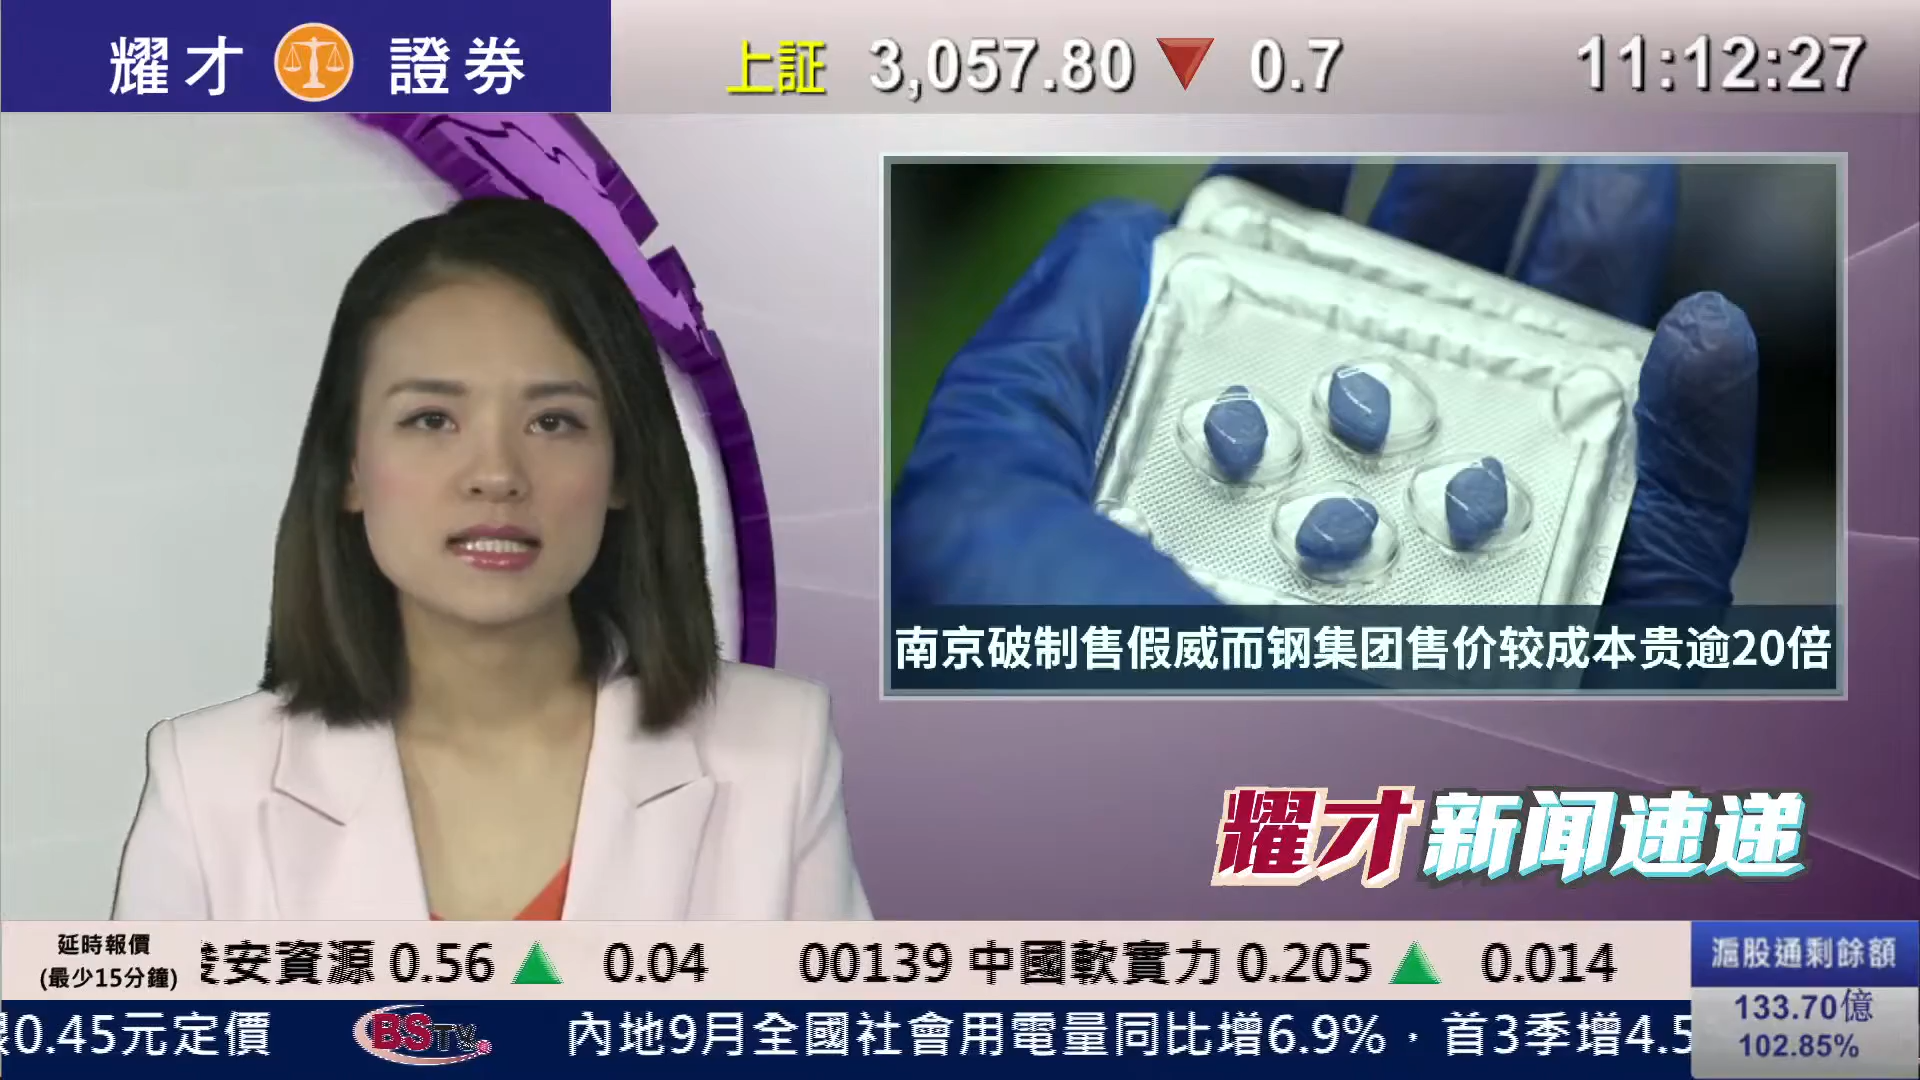 耀才 證券
上証 3,057.80 0.7
11:12:27
南京破制售假威而钢集团售价较成本贵逾20倍
耀才新闻速递
延時報價
(最少15分鐘)
安資源 0.56 0.04 00139 中國軟實力 0.205 0.014
滬股通剩餘額
133.70億
102.85%
0.45元定價 BSTV 內地9月全國社會用電量同比增6.9%，首3季增4.5